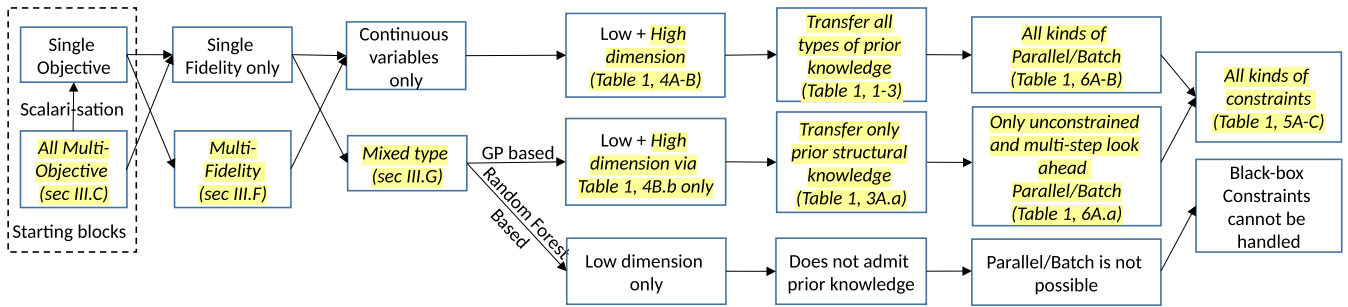 Single
Objective
Scalari-sation
All Multi-
Objective
(sec III.C)
Starting blocks
Single
Fidelity only
Multi-
Fidelity
(sec III.F)
Continuous
variables
only
Mixed type
(sec III.G)
GP based
Random Forest
Based
Low + High
dimension
(Table 1, 4A-B)
Low + High
dimension via
Table 1, 4B.b only
Low dimension
only
Transfer all
types of prior
knowledge
(Table 1, 1-3)
Transfer only
prior structural
knowledge
(Table 1, 3A.a)
Does not admit
prior knowledge
All kinds of
Parallel/Batch
(Table 1, 6A-B)
Only unconstrained
and multi-step look
ahead
Parallel/Batch
(Table 1, 6A.a)
Parallel/Batch is not
possible
All kinds of
constraints
(Table 1, 5A-C)
Black-box
Constraints
cannot be
handled